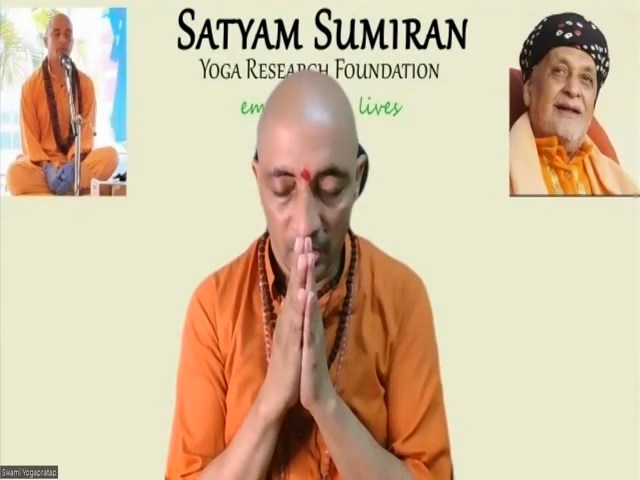 SATYAM SUMIRAN
YOGA RESEARCH FOUNDATION
lives
Swami Yogapratap